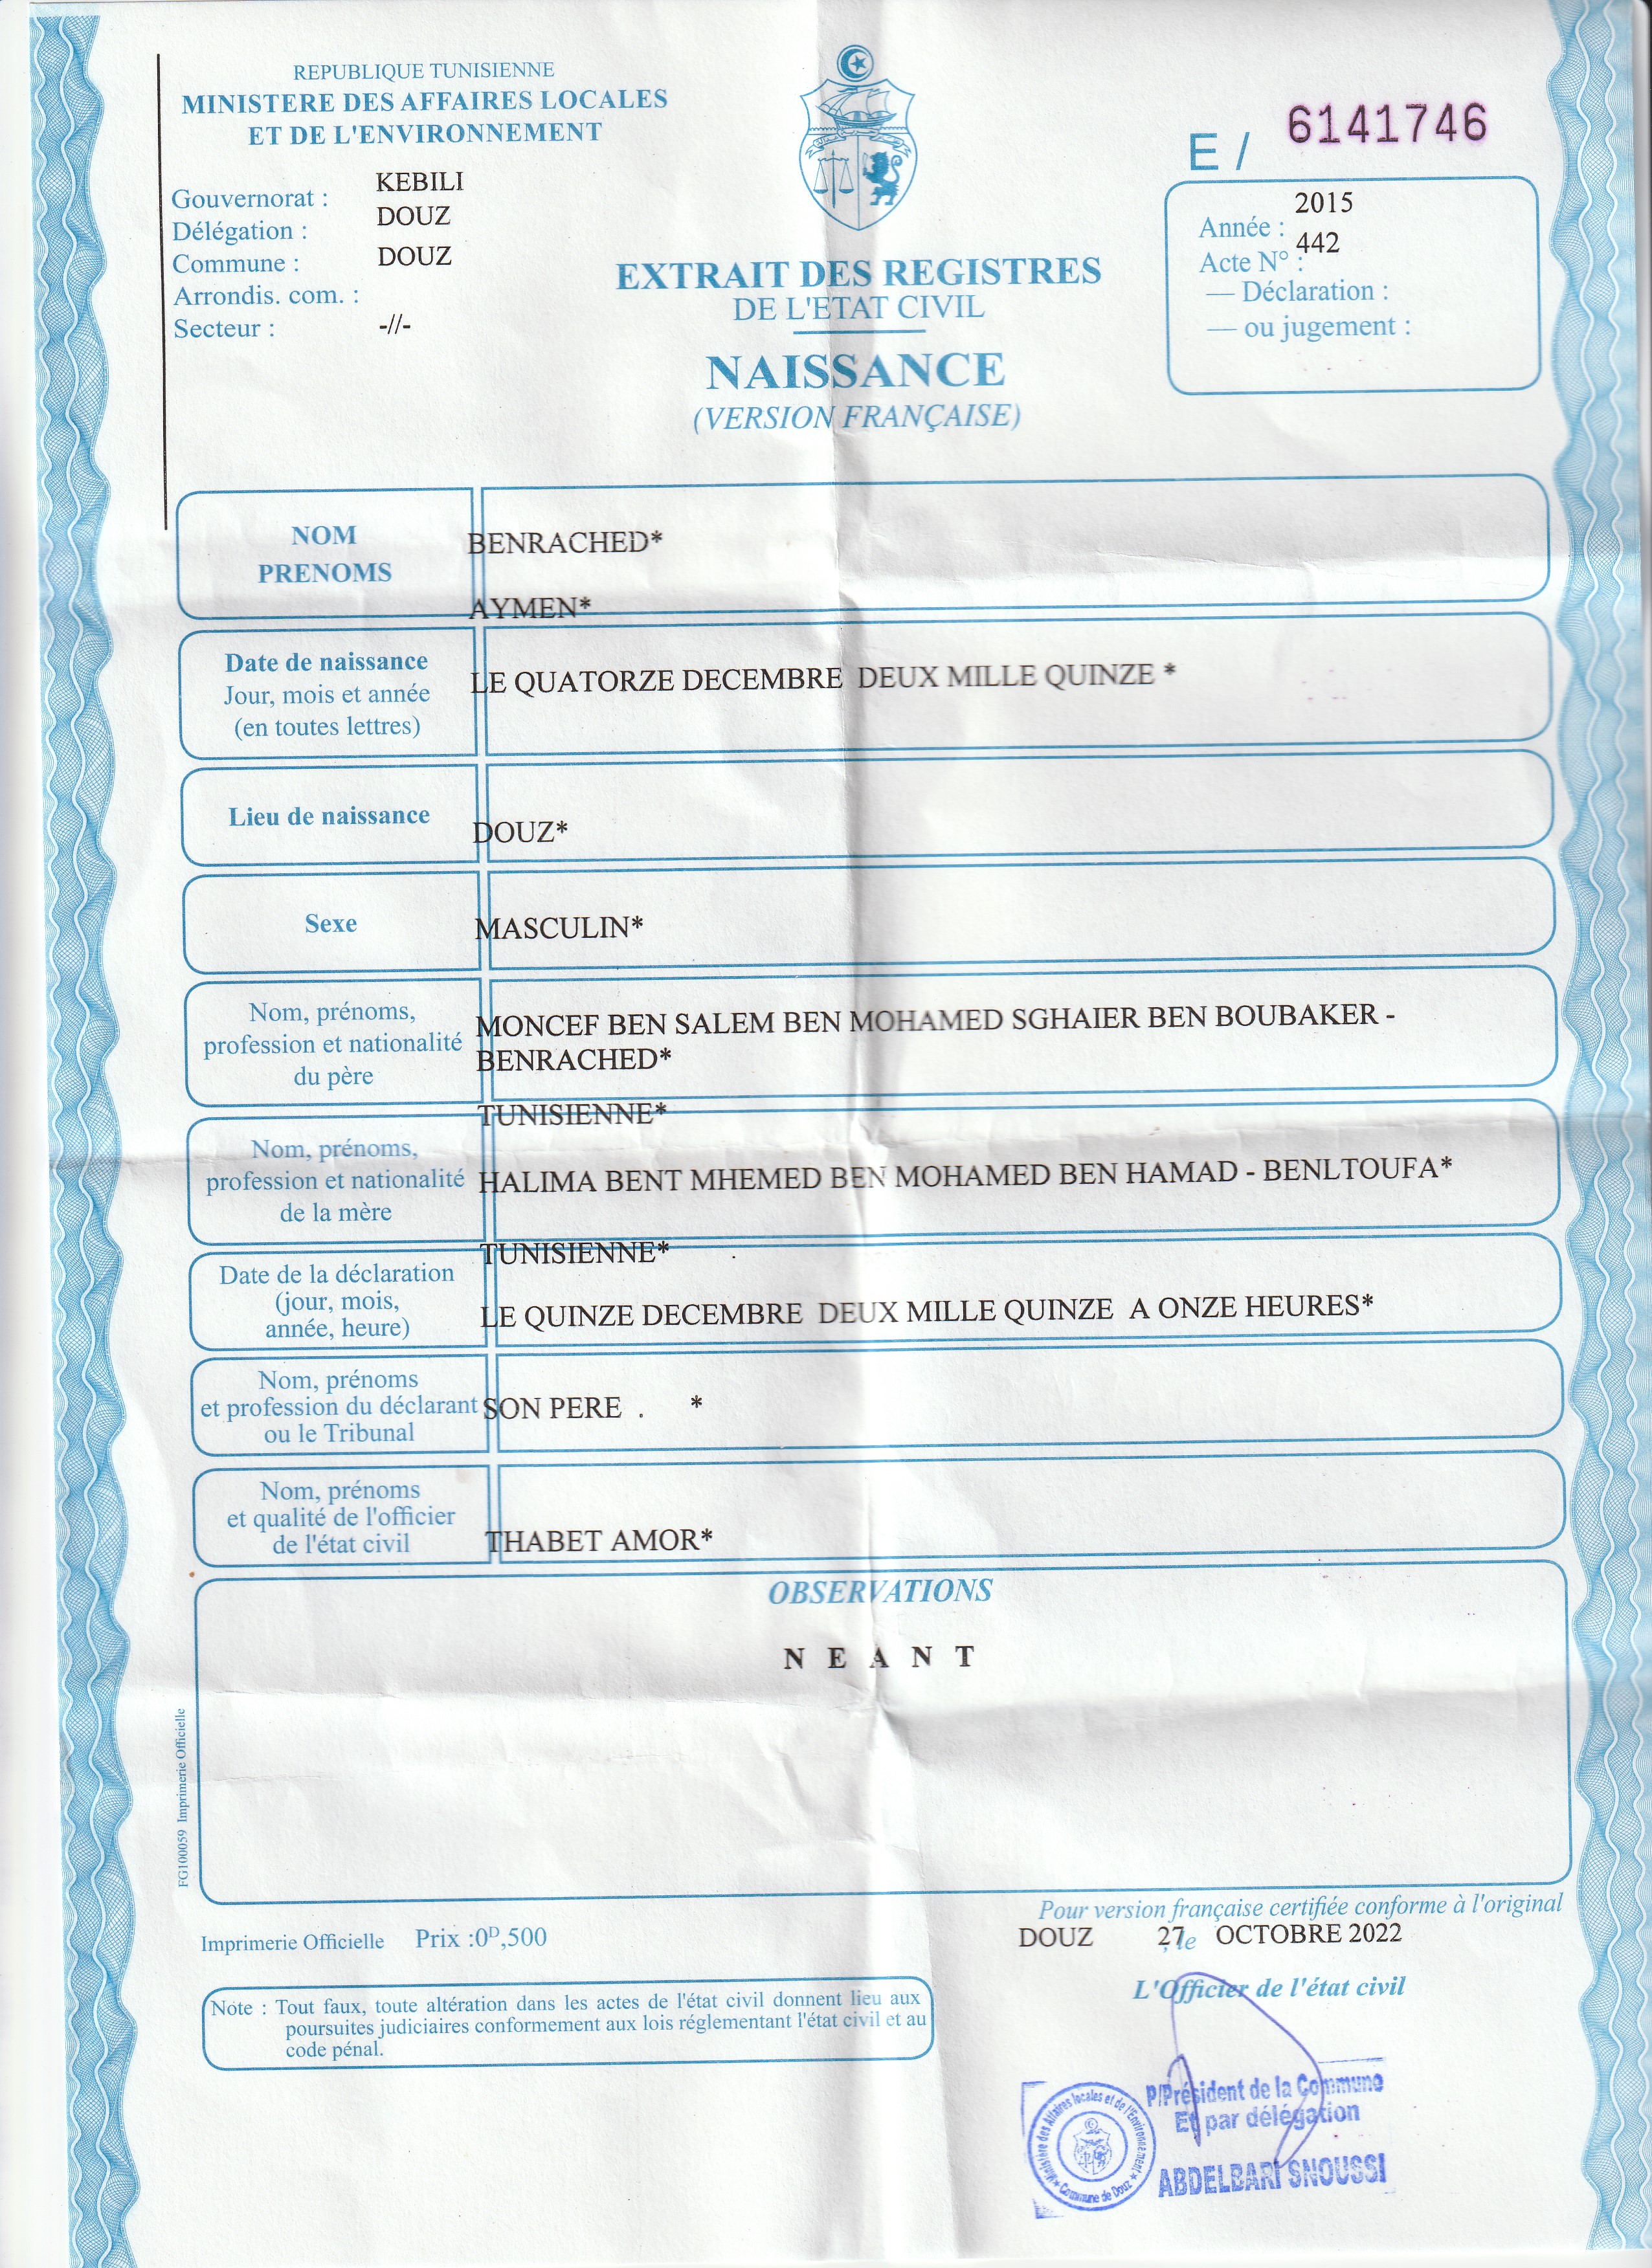 REPUBLIQUE TUNISIENNE
MINISTERE DES AFFAIRES LOCALES
ET DE L'ENVIRONNEMENT
Gouvernorat : KEBILI
Délégation : DOUZ
Commune : DOUZ
Arrondis. com. :
Secteur : -//-
E / 6141746
Année : 2015
Acte N° : 442
— Déclaration :
— ou jugement :
EXTRAIT DES REGISTRES
DE L'ETAT CIVIL
NAISSANCE
(VERSION FRANÇAISE)
NOM
PRENOMS
BENRACHED*
AYMEN*
Date de naissance
Jour, mois et année
(en toutes lettres)
LE QUATORZE DECEMBRE DEUX MILLE QUINZE *
Lieu de naissance
DOUZ*
Sexe
MASCULIN*
Nom, prénoms,
profession et nationalité
du père
MONCEF BEN SALEM BEN MOHAMED SGHAIER BEN BOUBAKER -
BENRACHED*
TUNISIENNE*
Nom, prénoms,
profession et nationalité
de la mère
HALIMA BENT MHEMED BEN MOHAMED BEN HAMAD - BENLTOUFA*
TUNISIENNE*
Date de la déclaration
(jour, mois,
année, heure)
LE QUINZE DECEMBRE DEUX MILLE QUINZE A ONZE HEURES*
Nom, prénoms
et profession du déclarant
ou le Tribunal
SON PERE . *
Nom, prénoms
et qualité de l'officier
de l'état civil
THABET AMOR*
OBSERVATIONS
N E A N T
FG100059 Imprimerie Officielle
Pour version française certifiée conforme à l'original
DOUZ 27 , le OCTOBRE 2022
Imprimerie Officielle Prix :0D,500
L'Officier de l'état civil
Note : Tout faux, toute altération dans les actes de l'état civil donnent lieu aux
poursuites judiciaires conformement aux lois réglementant l'état civil et au
code pénal.
P/Président de la Commune
Et par délégation
ABDELBARI SNOUSSI
Ministère des Affaires locales et de l'Environnement
Commune de Douz